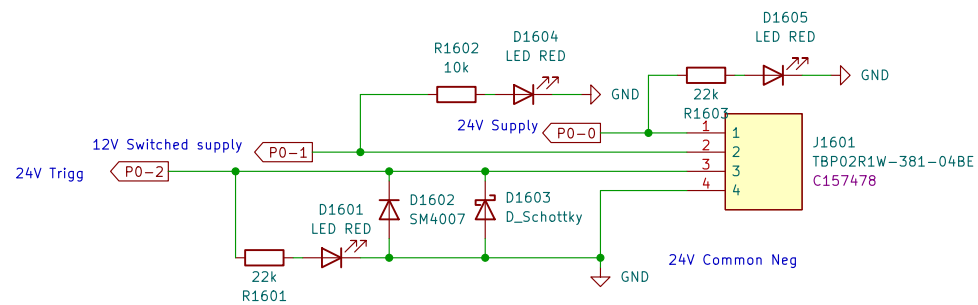 D1605
LED RED
D1604
LED RED
R1602
10k
GND
GND
22k
R1603
24V Supply
P0-0
1
1
J1601
12V Switched supply
P0-1
2
2
TBP02R1W-381-04BE
24V Trigg
P0-2
3
3
C157478
4
4
D1602
SM4007
D1603
D_Schottky
D1601
LED RED
22k
R1601
24V Common Neg
GND